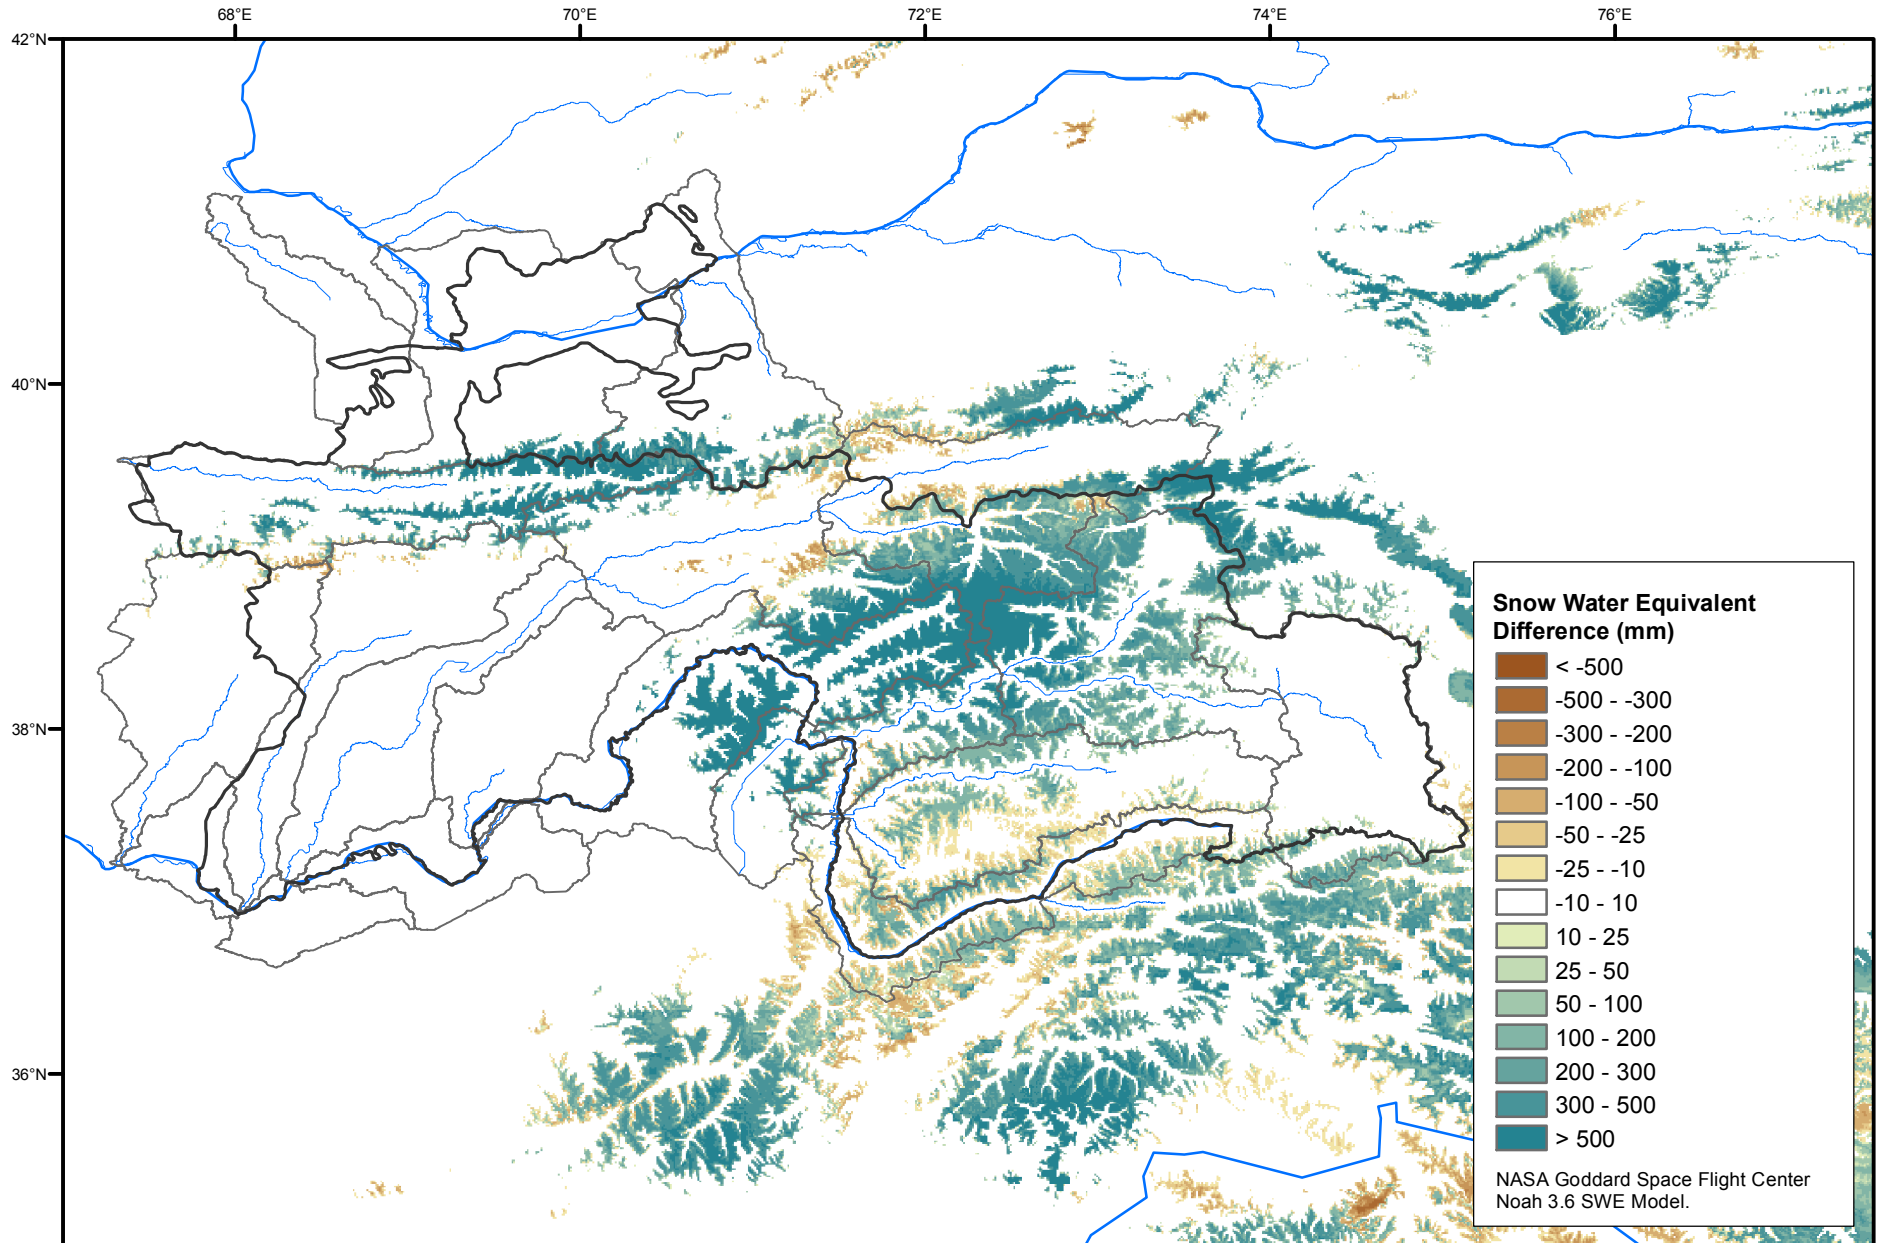 68°E 70°E 72°E 74°E 76°E
42°N
40°N
38°N
36°N
Snow Water Equivalent
Difference (mm)
< -500
-500 - -300
-300 - -200
-200 - -100
-100 - -50
-50 - -25
-25 - -10
-10 - 10
10 - 25
25 - 50
50 - 100
100 - 200
200 - 300
300 - 500
> 500
NASA Goddard Space Flight Center
Noah 3.6 SWE Model.